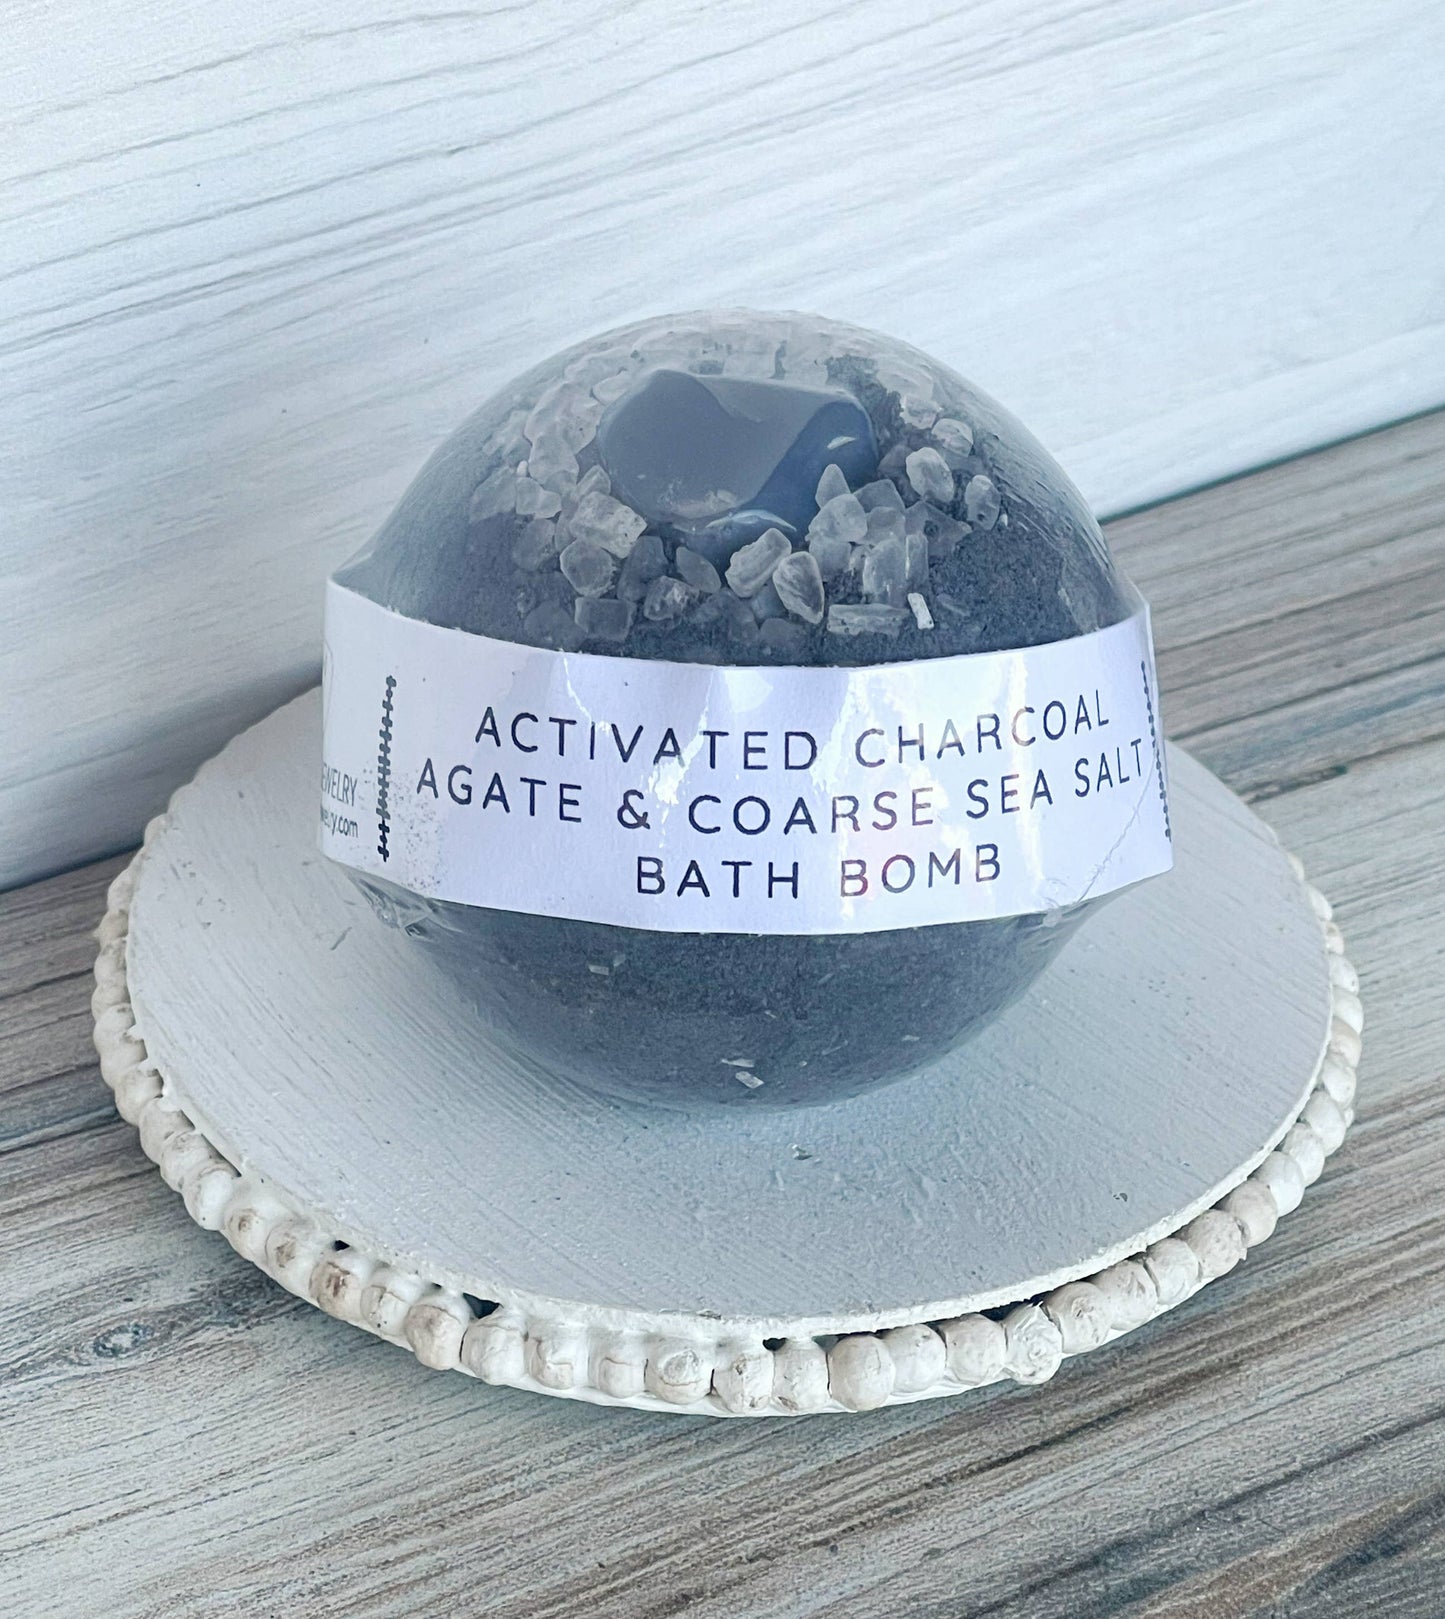 ACTIVATED CHARCOAL
AGATE & COARSE SEA SALT
BATH BOMB